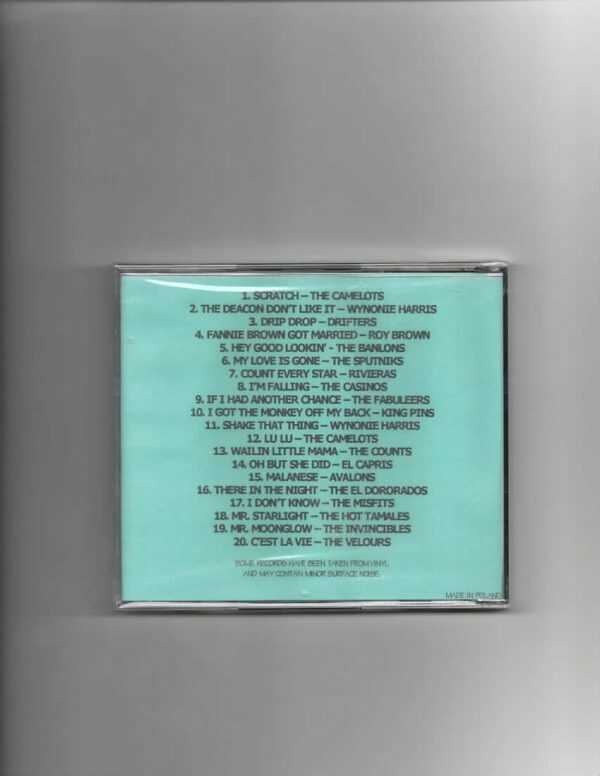 1. SCRATCH – THE CAMELOTS
2. THE DEACON DON'T LIKE IT – WYNONIE HARRIS
3. DRIP DROP – DRIFTERS
4. FANNIE BROWN GOT MARRIED – ROY BROWN
5. HEY GOOD LOOKIN' - THE BANLONS
6. MY LOVE IS GONE – THE SPUTNIKS
7. COUNT EVERY STAR – RIVIERAS
8. I'M FALLING – THE CASINOS
9. IF I HAD ANOTHER CHANCE – THE FABULEERS
10. I GOT THE MONKEY OFF MY BACK – KING PINS
11. SHAKE THAT THING – WYNONIE HARRIS
12. LU LU – THE CAMELOTS
13. WAILIN LITTLE MAMA – THE COUNTS
14. OH BUT SHE DID – EL CAPRIS
15. MALANESE – AVALONS
16. THERE IN THE NIGHT – THE EL DORORADOS
17. I DON'T KNOW – THE MISFITS
18. MR. STARLIGHT – THE HOT TAMALES
19. MR. MOONGLOW – THE INVINCIBLES
20. C'EST LA VIE – THE VELOURS
SOME RECORDS HAVE BEEN TAKEN FROM VINYL
AND MAY CONTAIN MINOR SURFACE NOISE.
MADE IN POLAND